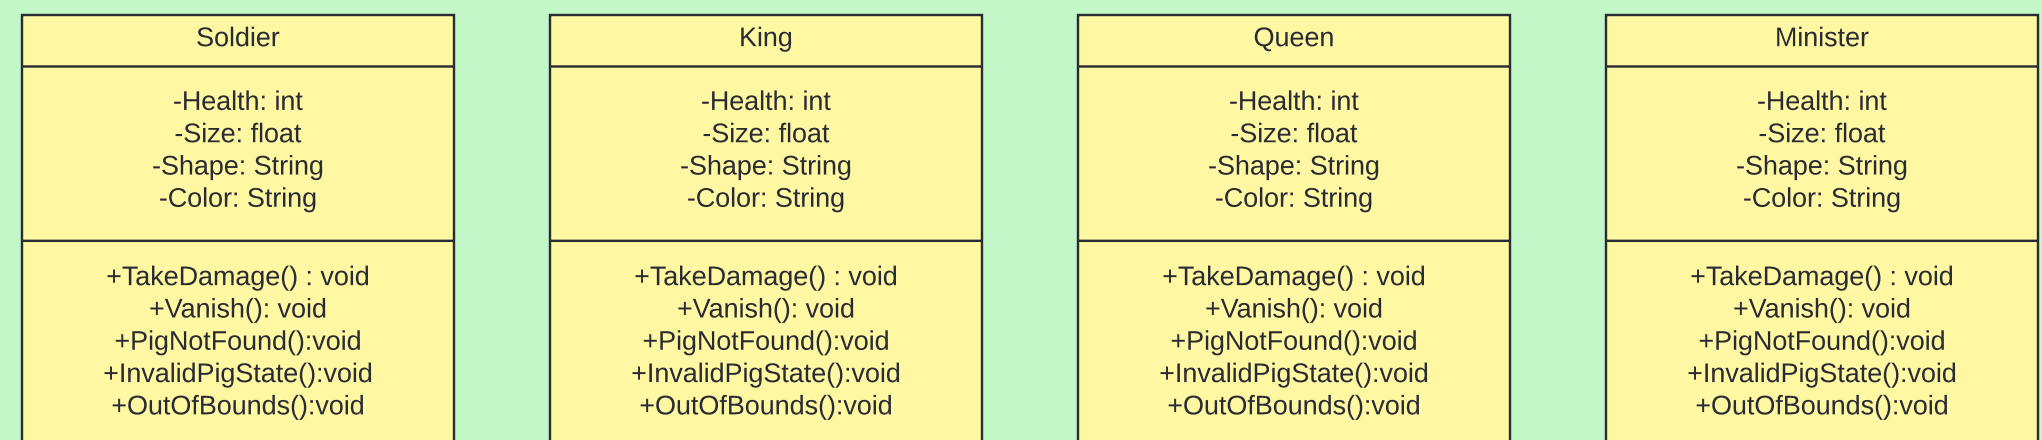 Soldier
-Health: int
-Size: float
-Shape: String
-Color: String
+TakeDamage() : void
+Vanish(): void
+PigNotFound():void
+InvalidPigState():void
+OutOfBounds():void
King
-Health: int
-Size: float
-Shape: String
-Color: String
+TakeDamage() : void
+Vanish(): void
+PigNotFound():void
+InvalidPigState():void
+OutOfBounds():void
Queen
-Health: int
-Size: float
-Shape: String
-Color: String
+TakeDamage() : void
+Vanish(): void
+PigNotFound():void
+InvalidPigState():void
+OutOfBounds():void
Minister
-Health: int
-Size: float
-Shape: String
-Color: String
+TakeDamage() : void
+Vanish(): void
+PigNotFound():void
+InvalidPigState():void
+OutOfBounds():void